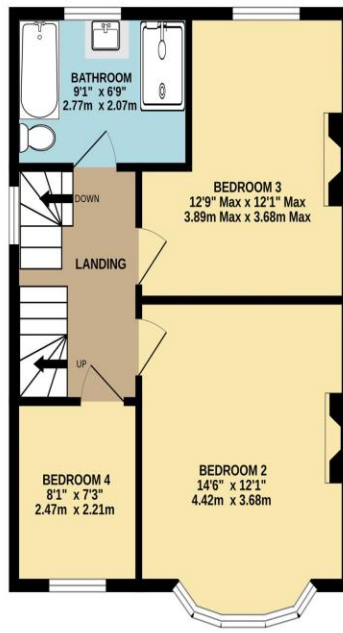 BATHROOM
9'1" x 6'9"
2.77m x 2.07m
DOWN
BEDROOM 3
12'9" Max x 12'1" Max
3.89m Max x 3.68m Max
LANDING
UP
BEDROOM 4
8'1" x 7'3"
2.47m x 2.21m
BEDROOM 2
14'6" x 12'1"
4.42m x 3.68m